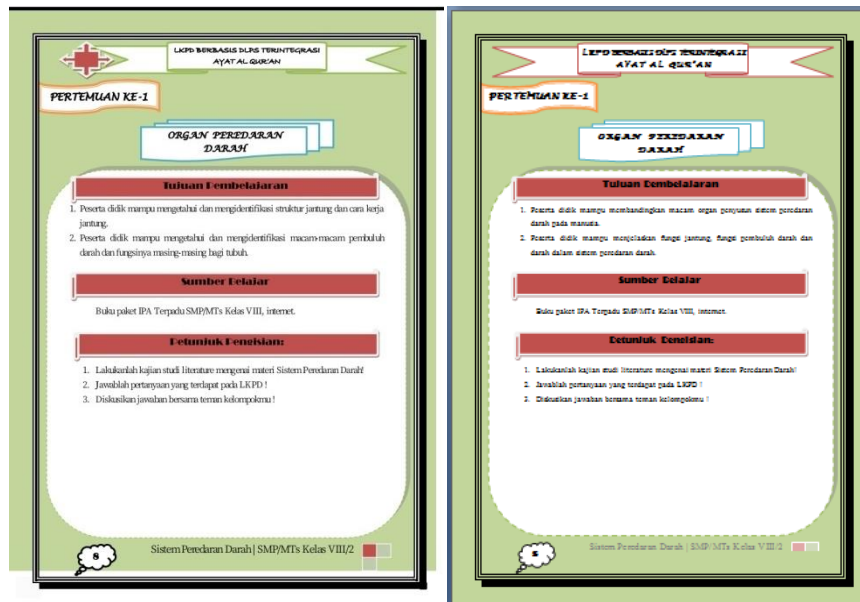 LKPD BERBASIS DLPS TERINTEGRASI
AYAT AL QUR'AN
PERTEMUAN KE-1
ORGAN PEREDARAN
DARAH
Tujuan Pembelajaran
1. Peserta didik mampu mengetahui dan mengidentifikasi struktur jantung dan cara kerja
jantung.
2. Peserta didik mampu mengetahui dan mengidentifikasi macam-macam pembuluh
darah dan fungsinya masing-masing bagi tubuh.
Sumber Belajar
Buku paket IPA Terpadu SMP/MTs Kelas VIII, internet.
Petunjuk Pengisian:
1. Lakukanlah kajian studi literature mengenai materi Sistem Peredaran Darah!
2. Jawablah pertanyaan yang terdapat pada LKPD !
3. Diskusikan jawaban bersama teman kelompokmu !
8
Sistem Peredaran Darah | SMP/MTs Kelas VIII/2
LKPD BERBASIS DLPS TERINTEGRASI
AYAT AL QUR'AN
PERTEMUAN KE-1
ORGAN PEREDARAN
DARAH
Tujuan Pembelajaran
1. Peserta didik mampu membandingkan macam organ penyusun sistem peredaran
darah pada manusia.
2. Peserta didik mampu menjelaskan fungsi jantung, fungsi pembuluh darah dan
darah dalam sistem peredaran darah.
Sumber Belajar
Buku paket IPA Terpadu SMP/MTs Kelas VIII, internet.
Petunjuk Pengisian:
1. Lakukanlah kajian studi literature mengenai materi Sistem Peredaran Darah!
2. Jawablah pertanyaan yang terdapat pada LKPD !
3. Diskusikan jawaban bersama teman kelompokmu !
Sistem Peredaran Darah | SMP/MTs Kelas VIII/2